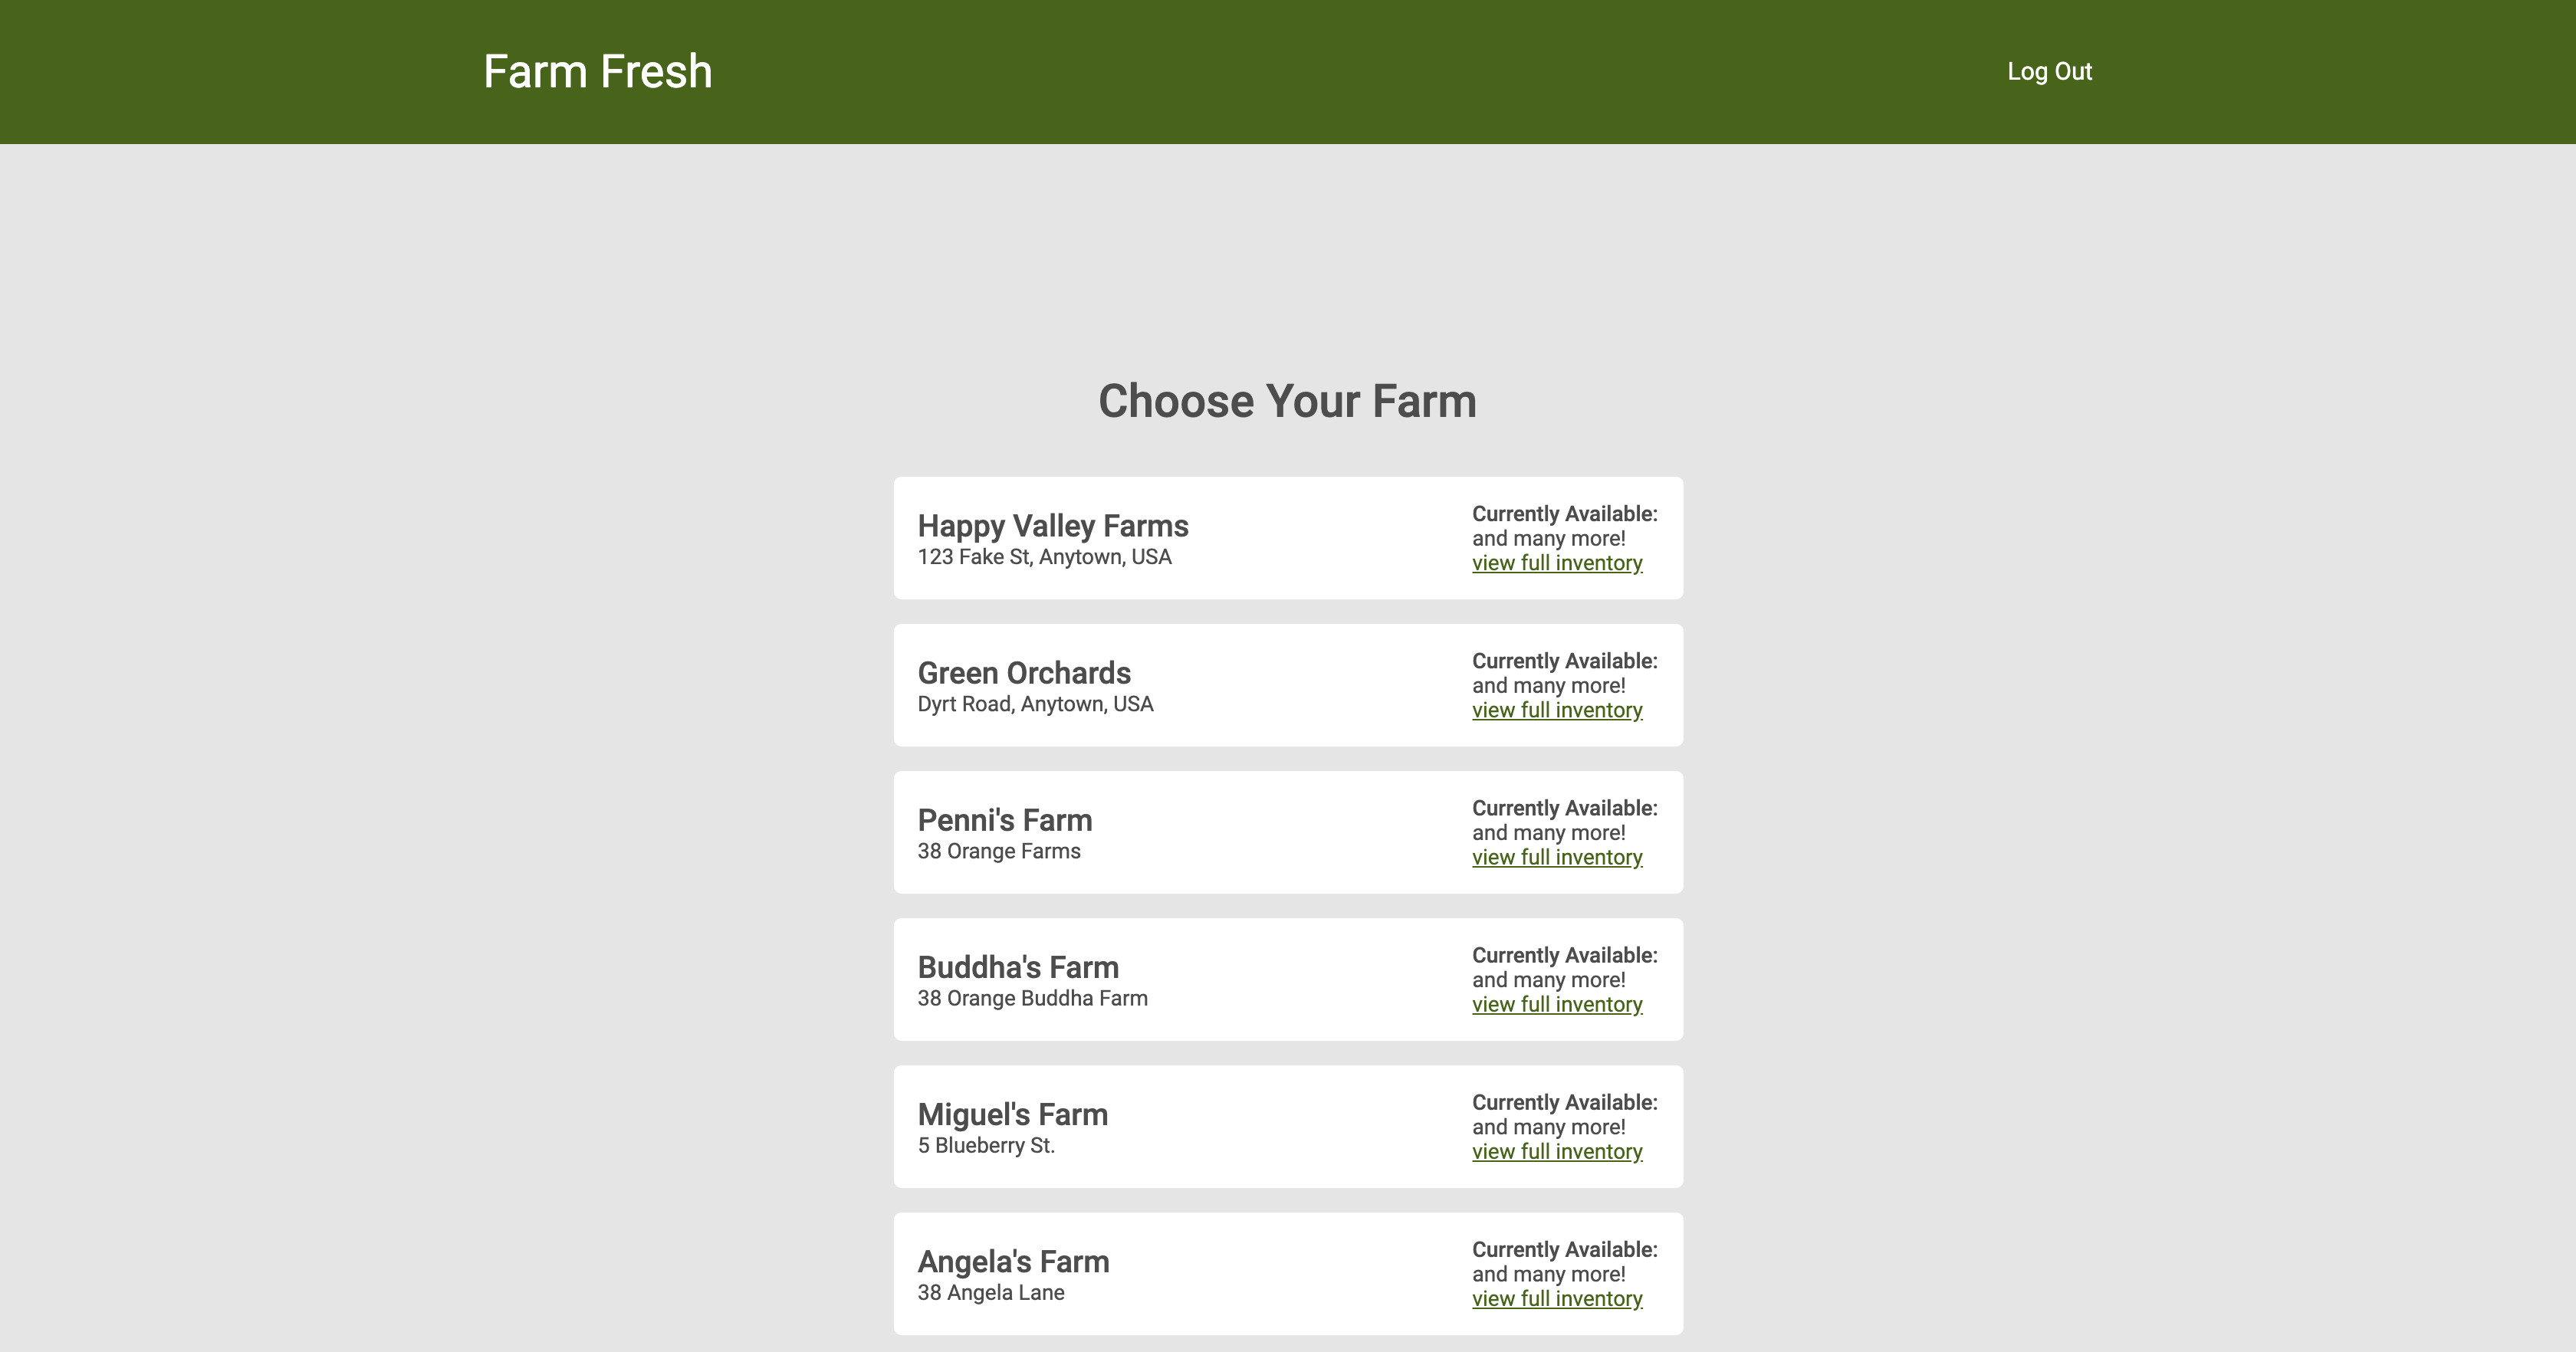 Farm Fresh
Log Out
Choose Your Farm
Happy Valley Farms
123 Fake St, Anytown, USA
Currently Available:
and many more!
view full inventory
Green Orchards
Dyrt Road, Anytown, USA
Currently Available:
and many more!
view full inventory
Penni's Farm
38 Orange Farms
Currently Available:
and many more!
view full inventory
Buddha's Farm
38 Orange Buddha Farm
Currently Available:
and many more!
view full inventory
Miguel's Farm
5 Blueberry St.
Currently Available:
and many more!
view full inventory
Angela's Farm
38 Angela Lane
Currently Available:
and many more!
view full inventory